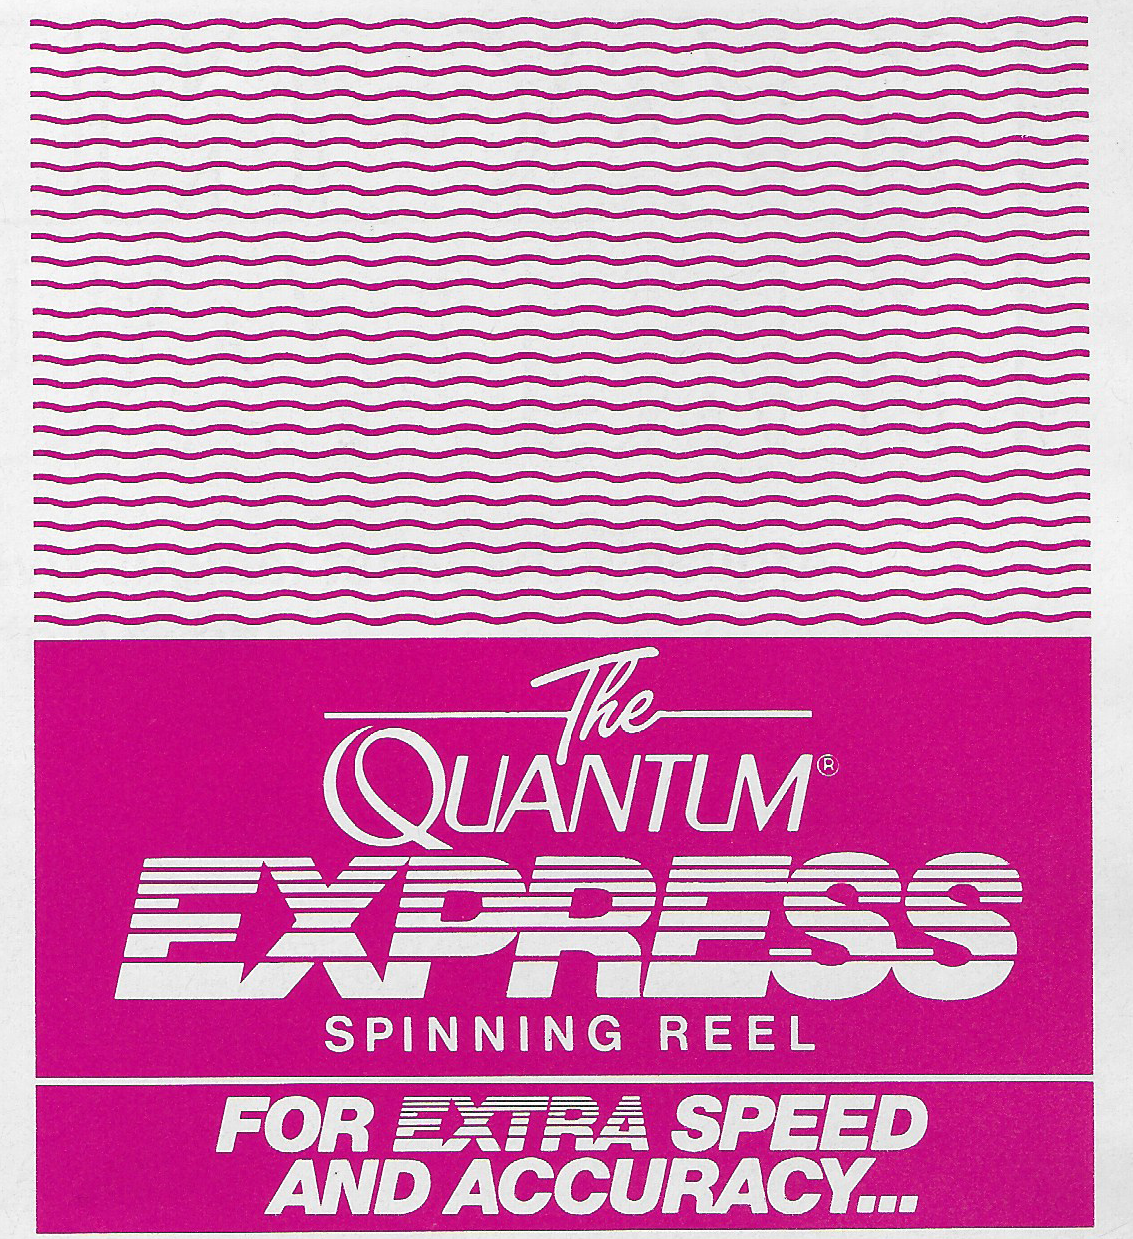 The
QUANTUM®
EXPRESS
SPINNING REEL
FOR EXTRA SPEED
AND ACCURACY...